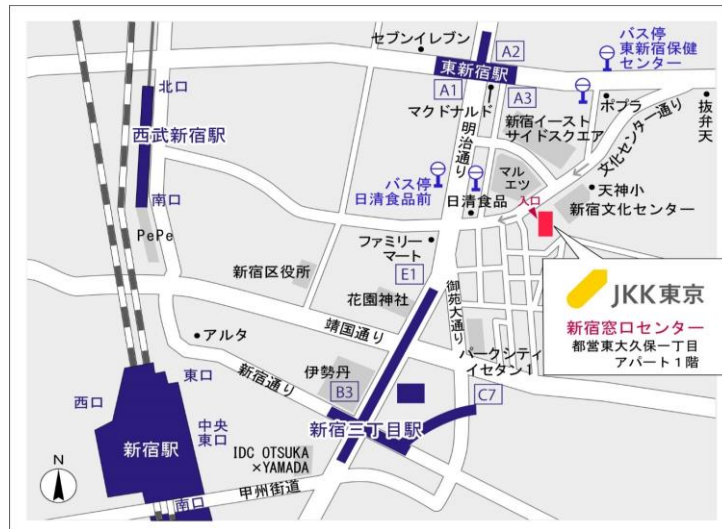 セブンイレブン
A2
バス停
東新宿保健
センター
東新宿駅
北口
A1
A3
マクドナルド
ポプラ
抜弁天
西武新宿駅
明治通り
新宿イースト
サイドスクエア
文化センター通り
バス停
日清食品前
マル
エツ
天神小
南口
日清食品
入口
新宿文化センター
PePe
ファミリー
マート
新宿区役所
E1
御苑大通り
花園神社
JKK東京
靖国通り
新宿窓口センター
都営東大久保一丁目
アパート1階
アルタ
パークシティ
イセタン1
新宿通り
伊勢丹
東口
B3
C7
西口
中央
東口
新宿三丁目駅
新宿駅
IDC OTSUKA
×YAMADA
N
甲州街道
南口